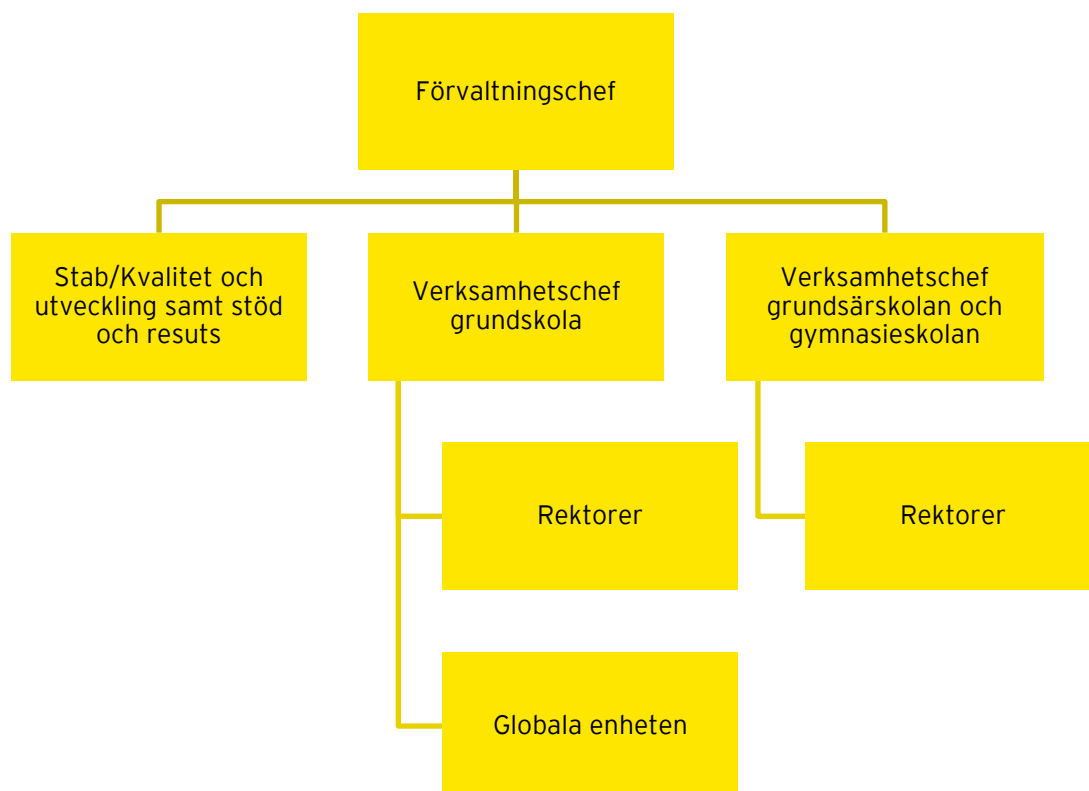 Förvaltningschef
Stab/Kvalitet och
utveckling samt stöd
och resuts
Verksamhetschef
grundskola
Verksamhetschef
grundsärskolan och
gymnasieskolan
Rektorer
Rektorer
Globala enheten